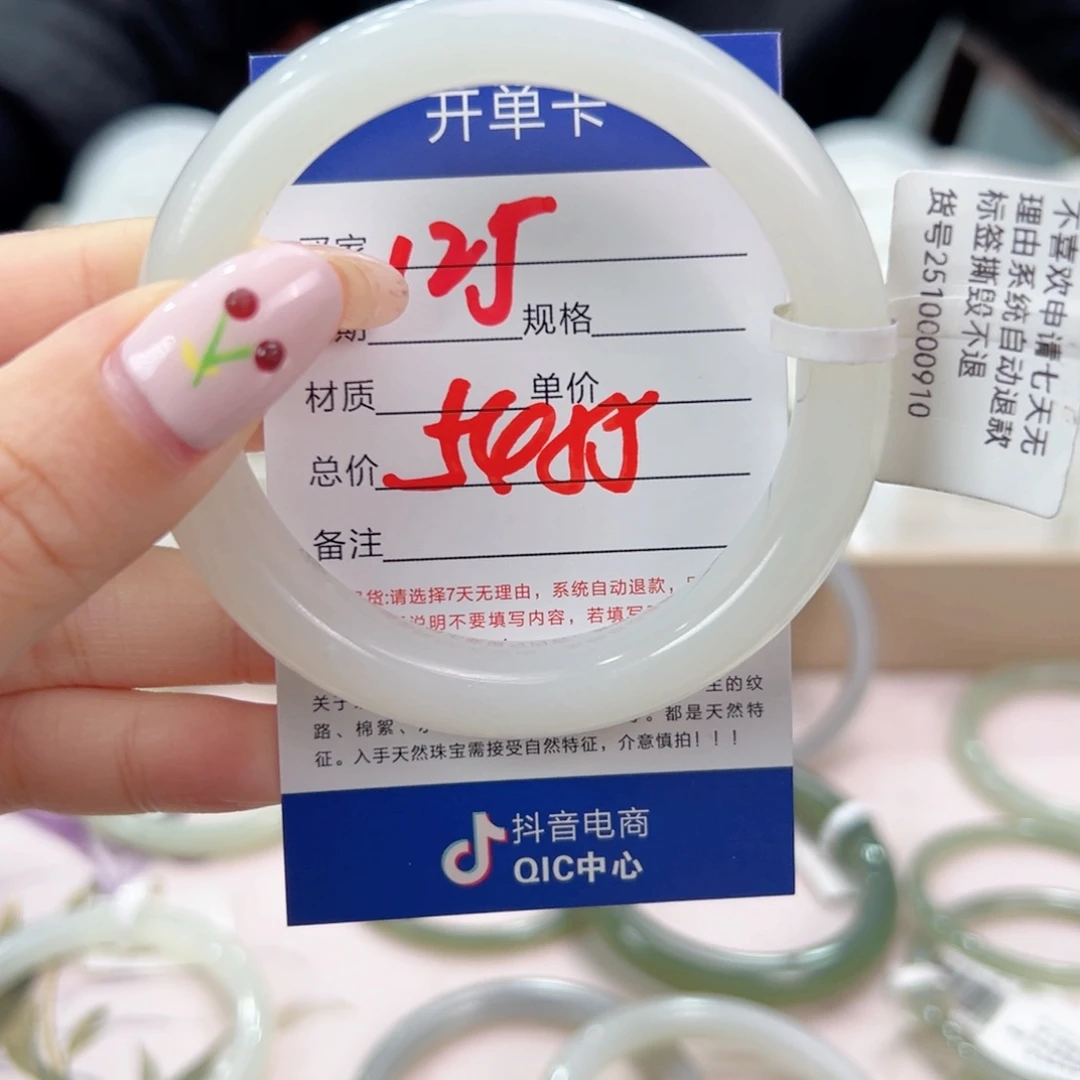 开单卡
买家
期 规格
材质 单价
总价
备注
货:请选择7天无理由，系统自动退款，
说明不要填写内容，若填写
关于 生的纹
路、棉絮、 。都是天然特
征。入手天然珠宝需接受自然特征，介意慎拍！！！
抖音电商
QIC中心
不喜欢申请七天无
理由系统自动退款
标签撕毁不退
货号2510000910